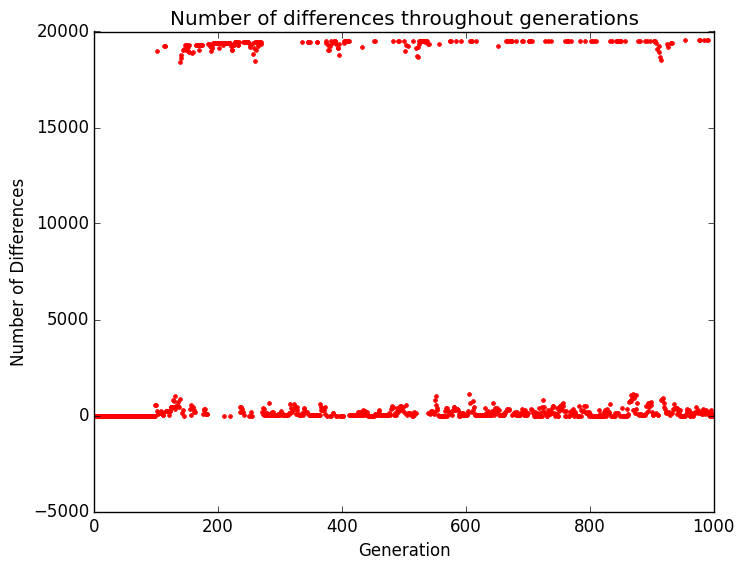 Number of differences throughout generations
20000
15000
10000
5000
0
−5000
Number of Differences
0 200 400 600 800 1000
Generation